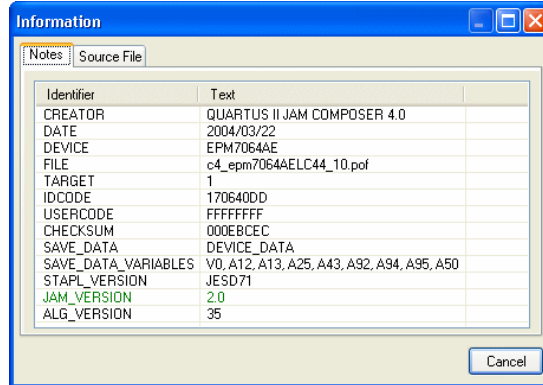 Information
Notes Source File
Identifier Text
CREATOR QUARTUS II JAM COMPOSER 4.0
DATE 2004/03/22
DEVICE EPM7064AE
FILE c4_epm7064AELC44_10.pof
TARGET 1
IDCODE 170640DD
USERCODE FFFFFFFF
CHECKSUM 000EBCEC
SAVE_DATA DEVICE_DATA
SAVE_DATA_VARIABLES V0, A12, A13, A25, A43, A92, A94, A95, A50
STAPL_VERSION JESD71
JAM_VERSION 2.0
ALG_VERSION 35
Cancel